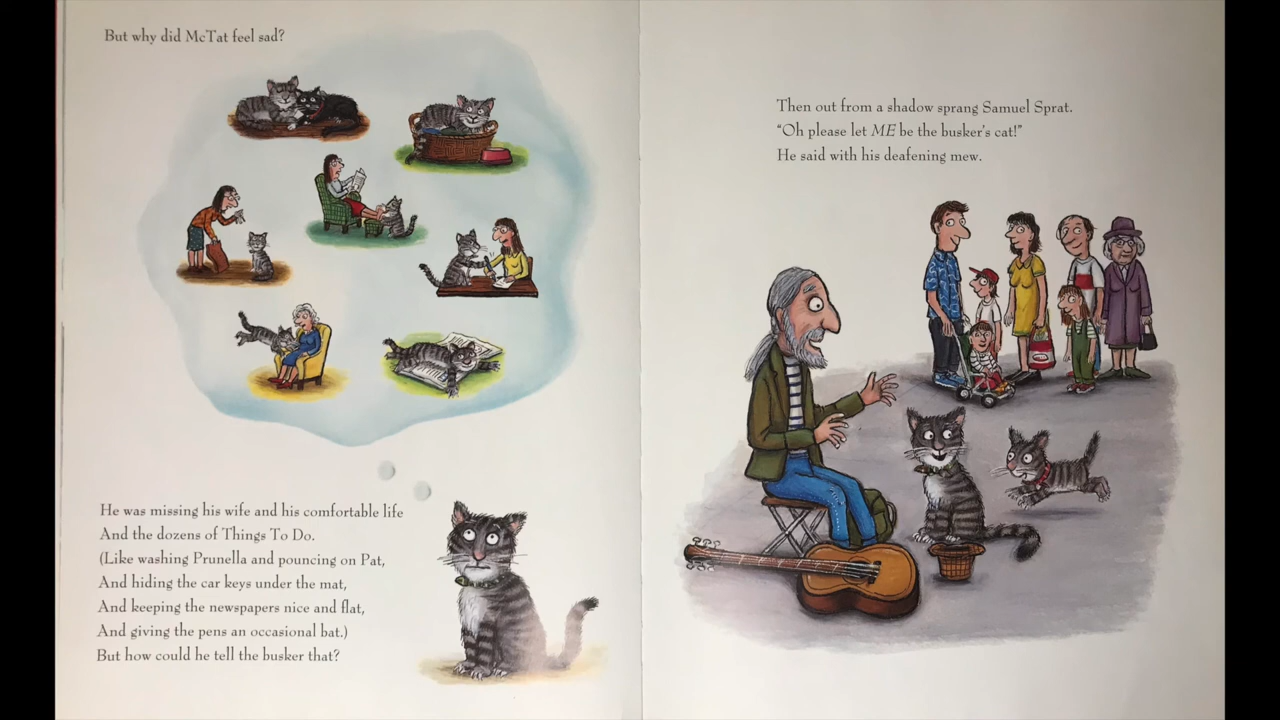 But why did McTat feel sad?
He was missing his wife and his comfortable life
And the dozens of Things To Do.
(Like washing Prunella and pouncing on Pat,
And hiding the car keys under the mat,
And keeping the newspapers nice and flat,
And giving the pens an occasional bat.)
But how could he tell the busker that?
Then out from a shadow sprang Samuel Sprat.
“Oh please let ME be the busker's cat!”
He said with his deafening mew.